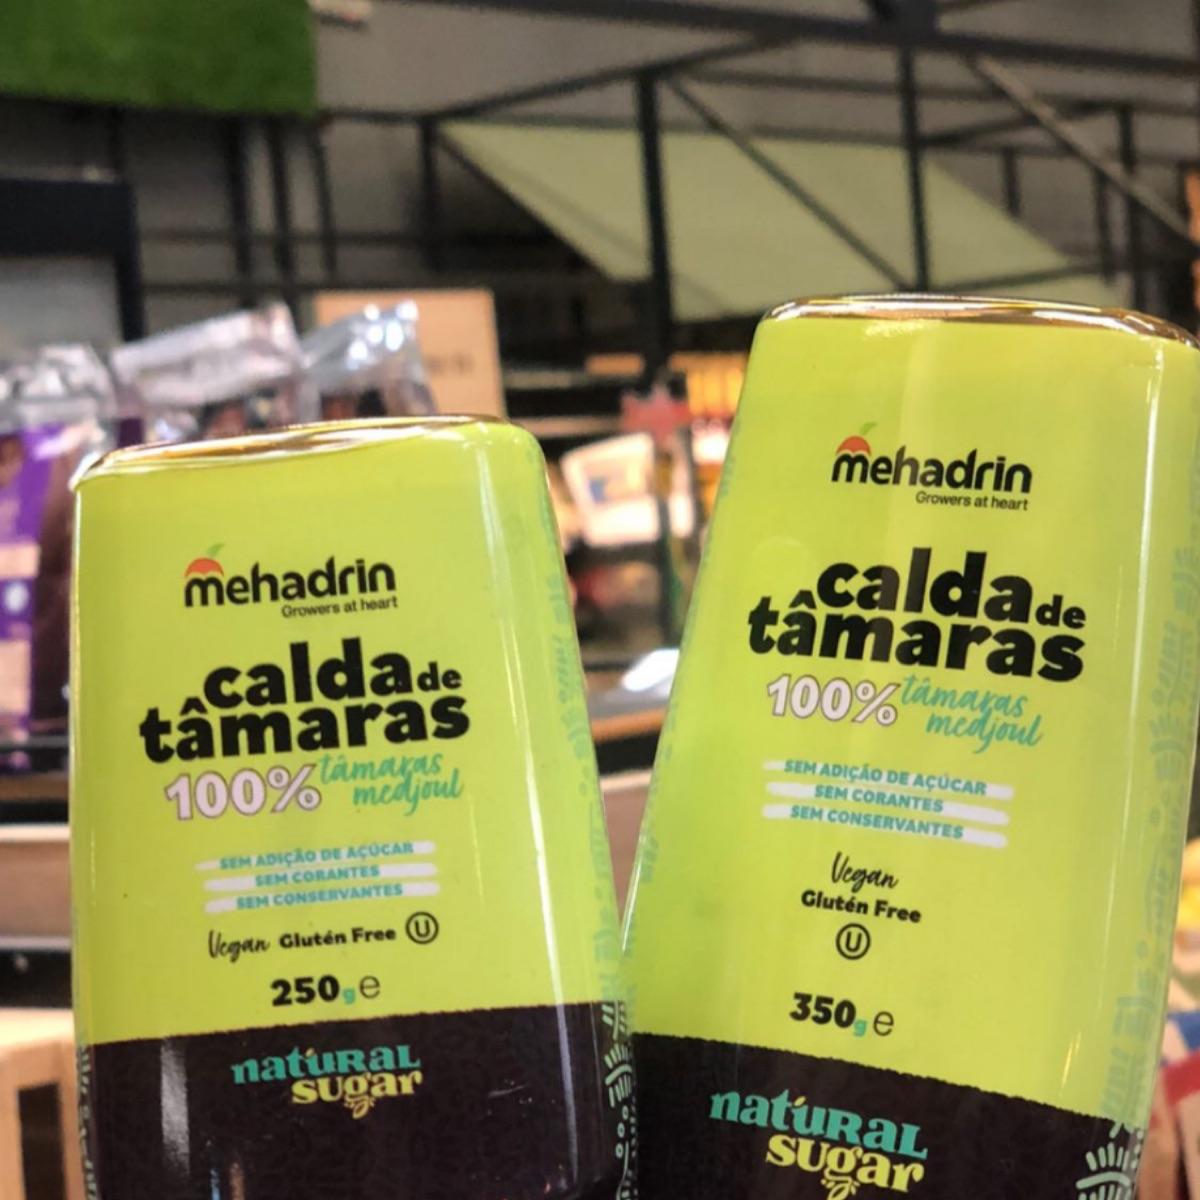 mehadrin
Growers at heart
calda de
tâmaras
100% tâmaras
medjoul
SEM ADIÇÃO DE AÇÚCAR
SEM CORANTES
SEM CONSERVANTES
Vegan Glutén Free U
250g e
natural
sugar
mehadrin
Growers at heart
calda de
tâmaras
100% tâmaras
medjoul
SEM ADIÇÃO DE AÇÚCAR
SEM CORANTES
SEM CONSERVANTES
Vegan
Glutén Free
U
350g e
natural
sugar